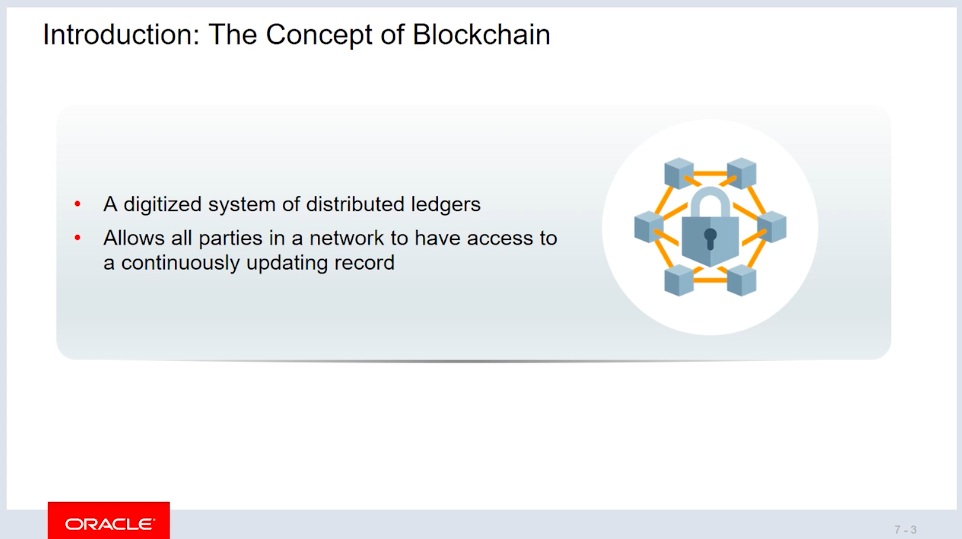 Introduction: The Concept of Blockchain
• A digitized system of distributed ledgers
• Allows all parties in a network to have access to
a continuously updating record
ORACLE
7 - 3